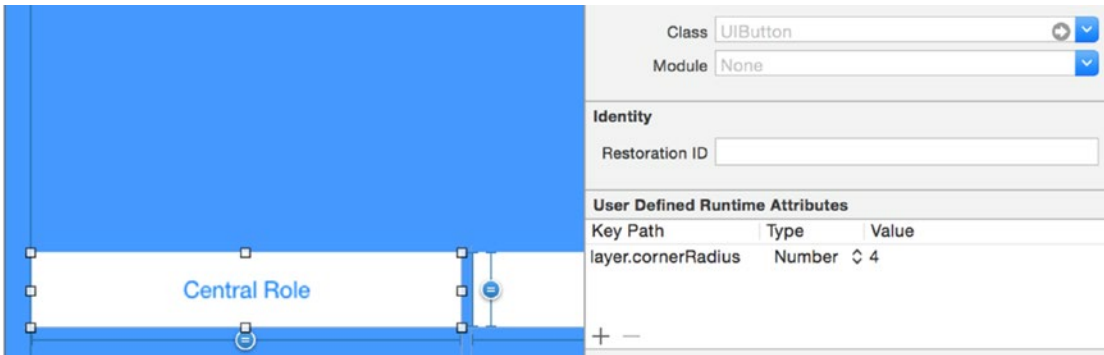 Class UIButton
Module None
Identity
Restoration ID
User Defined Runtime Attributes
Key Path Type Value
layer.cornerRadius Number 4
Central Role